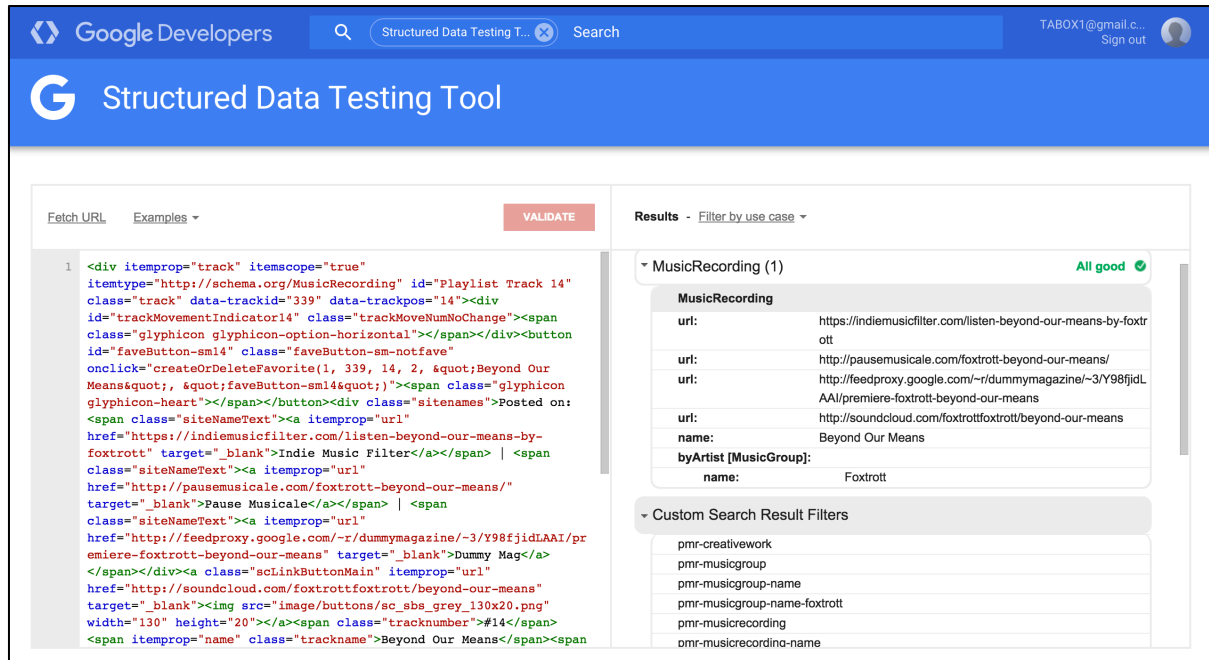 Google Developers
Structured Data Testing T...
Search
TABOX1@gmail.c...
Sign out
G Structured Data Testing Tool
Fetch URL
Examples
VALIDATE
1
<div itemprop="track" itemscope="true"
itemtype="http://schema.org/MusicRecording" id="Playlist Track 14"
class="track" data-trackid="339" data-trackpos="14"><div
id="trackMovementIndicator14" class="trackMoveNumNoChange"><span
class="glyphicon glyphicon-option-horizontal"></span></div><button
id="faveButton-sm14" class="faveButton-sm-notfave"
onclick="createOrDeleteFavorite(1, 339, 14, 2, &quot;Beyond Our
Means&quot;, &quot;faveButton-sm14&quot;)"><span class="glyphicon
glyphicon-heart"></span></button><div class="sitenames">Posted on:
<span class="siteNameText"><a itemprop="url"
href="https://indiemusicfilter.com/listen-beyond-our-means-by-
foxtrott" target="_blank">Indie Music Filter</a></span> | <span
class="siteNameText"><a itemprop="url"
href="http://pausemusicale.com/foxtrott-beyond-our-means/"
target="_blank">Pause Musicale</a></span> | <span
class="siteNameText"><a itemprop="url"
href="http://feedproxy.google.com/~r/dummymagazine/~3/Y98fjidLAAI/pr
emiere-foxtrott-beyond-our-means" target="_blank">Dummy Mag</a>
</span></div><a class="scLinkButtonMain" itemprop="url"
href="http://soundcloud.com/foxtrottfoxtrott/beyond-our-means"
target="_blank"><img src="image/buttons/sc_sbs_grey_130x20.png"
width="130" height="20"></a><span class="tracknumber">#14</span>
<span itemprop="name" class="trackname">Beyond Our Means</span><span
Results - Filter by use case
MusicRecording (1)
All good
MusicRecording
url: https://indiemusicfilter.com/listen-beyond-our-means-by-foxtr
ott
url: http://pausemusicale.com/foxtrott-beyond-our-means/
url: http://feedproxy.google.com/~r/dummymagazine/~3/Y98fjidL
AAI/premiere-foxtrott-beyond-our-means
url: http://soundcloud.com/foxtrottfoxtrott/beyond-our-means
name: Beyond Our Means
byArtist [MusicGroup]:
name: Foxtrott
Custom Search Result Filters
pmr-creativework
pmr-musicgroup
pmr-musicgroup-name
pmr-musicgroup-name-foxtrott
pmr-musicrecording
pmr-musicrecording-name